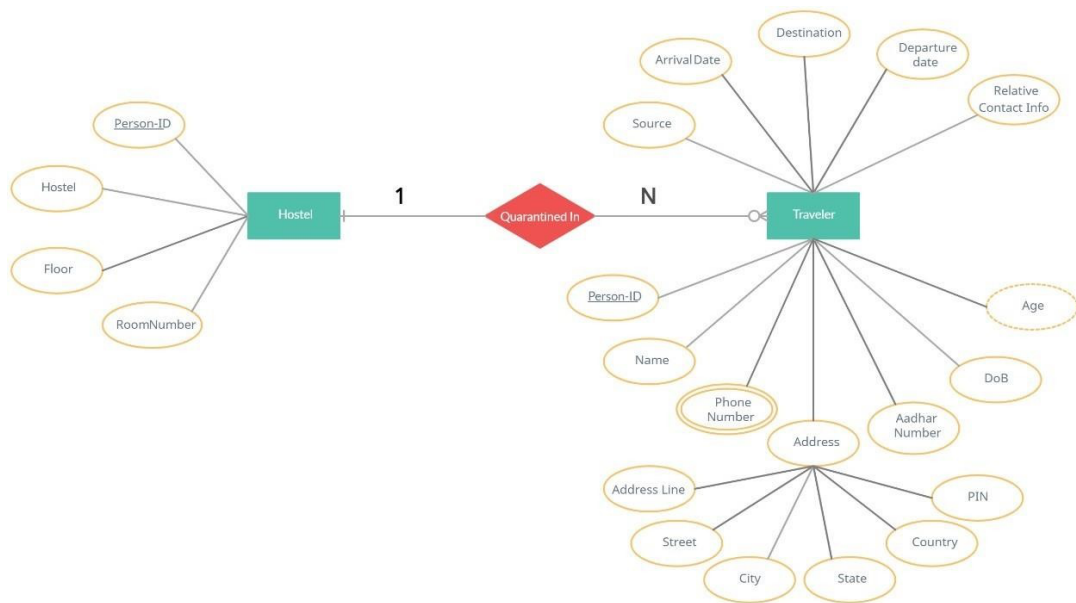 Destination
Departure
date
Arrival Date
Relative
Contact Info
Source
Person-ID
Hostel
Floor
RoomNumber
Hostel
1
Quarantined In
N
Traveler
Person-ID
Name
Phone
Number
Address
Aadhar
Number
DoB
Age
Address Line
Street
City
State
Country
PIN